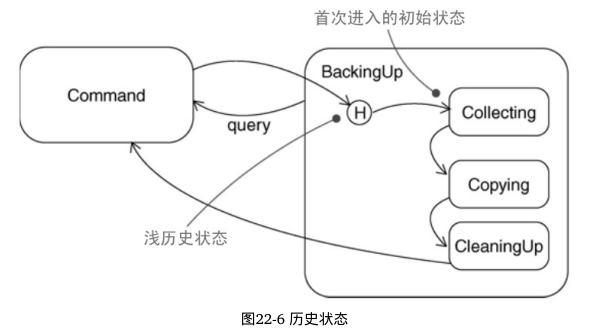 首次进入的初始状态
BackingUp
Command
H
Collecting
query
Copying
浅历史状态
CleaningUp
图22-6 历史状态